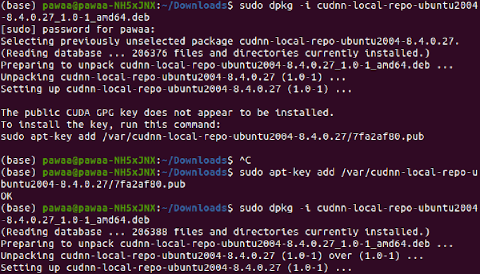 (base) pawaa@pawaa-NH5xJNX:~/Downloads$ sudo dpkg -i cudnn-local-repo-ubuntu2004
-8.4.0.27_1.0-1_amd64.deb
[sudo] password for pawaa:
Selecting previously unselected package cudnn-local-repo-ubuntu2004-8.4.0.27.
(Reading database ... 206376 files and directories currently installed.)
Preparing to unpack cudnn-local-repo-ubuntu2004-8.4.0.27_1.0-1_amd64.deb ...
Unpacking cudnn-local-repo-ubuntu2004-8.4.0.27 (1.0-1) ...
Setting up cudnn-local-repo-ubuntu2004-8.4.0.27 (1.0-1) ...
The public CUDA GPG key does not appear to be installed.
To install the key, run this command:
sudo apt-key add /var/cudnn-local-repo-ubuntu2004-8.4.0.27/7fa2af80.pub
(base) pawaa@pawaa-NH5xJNX:~/Downloads$ ^C
(base) pawaa@pawaa-NH5xJNX:~/Downloads$ sudo apt-key add /var/cudnn-local-repo-u
buntu2004-8.4.0.27/7fa2af80.pub
OK
(base) pawaa@pawaa-NH5xJNX:~/Downloads$ sudo dpkg -i cudnn-local-repo-ubuntu2004
-8.4.0.27_1.0-1_amd64.deb
(Reading database ... 206388 files and directories currently installed.)
Preparing to unpack cudnn-local-repo-ubuntu2004-8.4.0.27_1.0-1_amd64.deb ...
Unpacking cudnn-local-repo-ubuntu2004-8.4.0.27 (1.0-1) over (1.0-1) ...
Setting up cudnn-local-repo-ubuntu2004-8.4.0.27 (1.0-1) ...